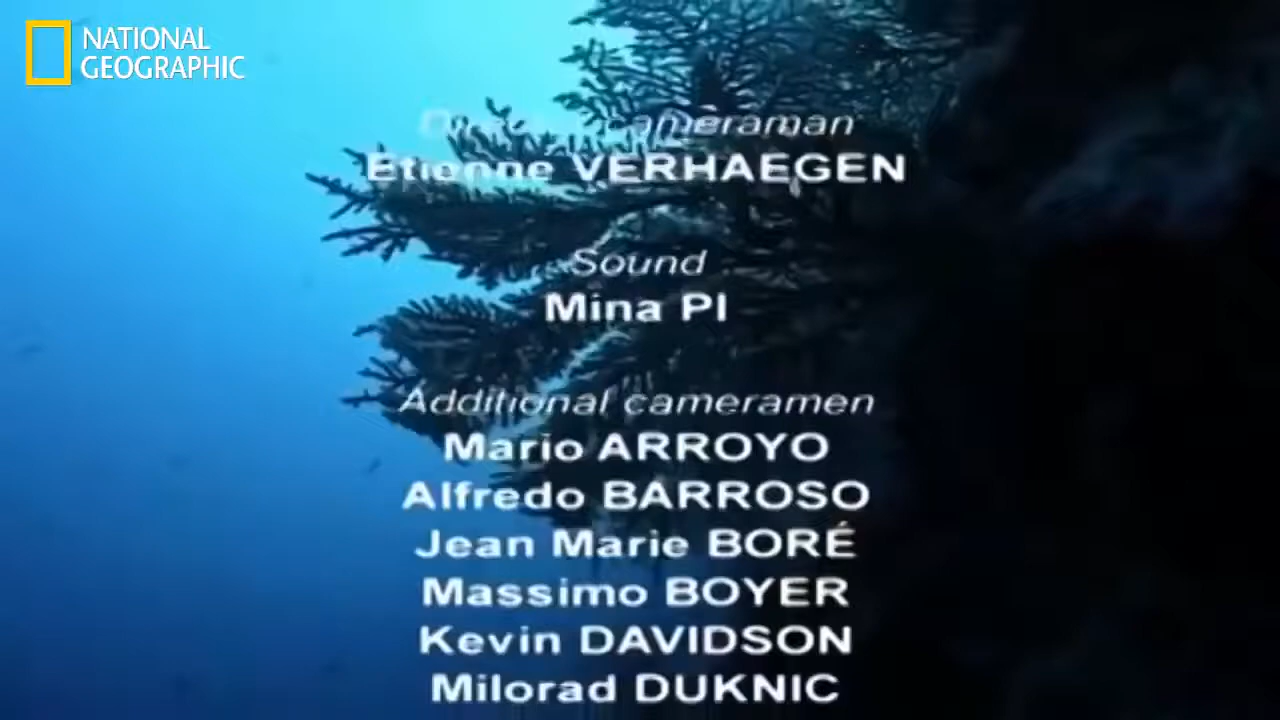 NATIONAL
GEOGRAPHIC
cameraman
Etienne VERHAEGEN
Sound
Mina PI
Additional cameramen
Mario ARROYO
Alfredo BARROSO
Jean Marie BORÉ
Massimo BOYER
Kevin DAVIDSON
Milorad DUKNIC